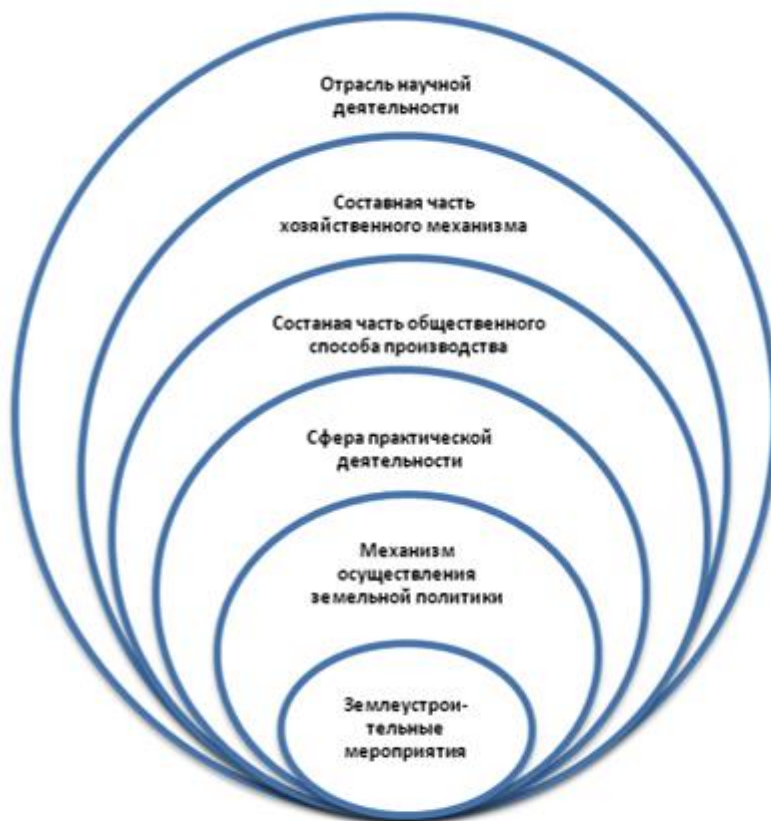 Отрасль научной
деятельности
Составная часть
хозяйственного механизма
Состаная часть общественного
способа производства
Сфера практической
деятельности
Механизм
осуществления
земельной политики
Землеустрои-
тельные
мероприятия